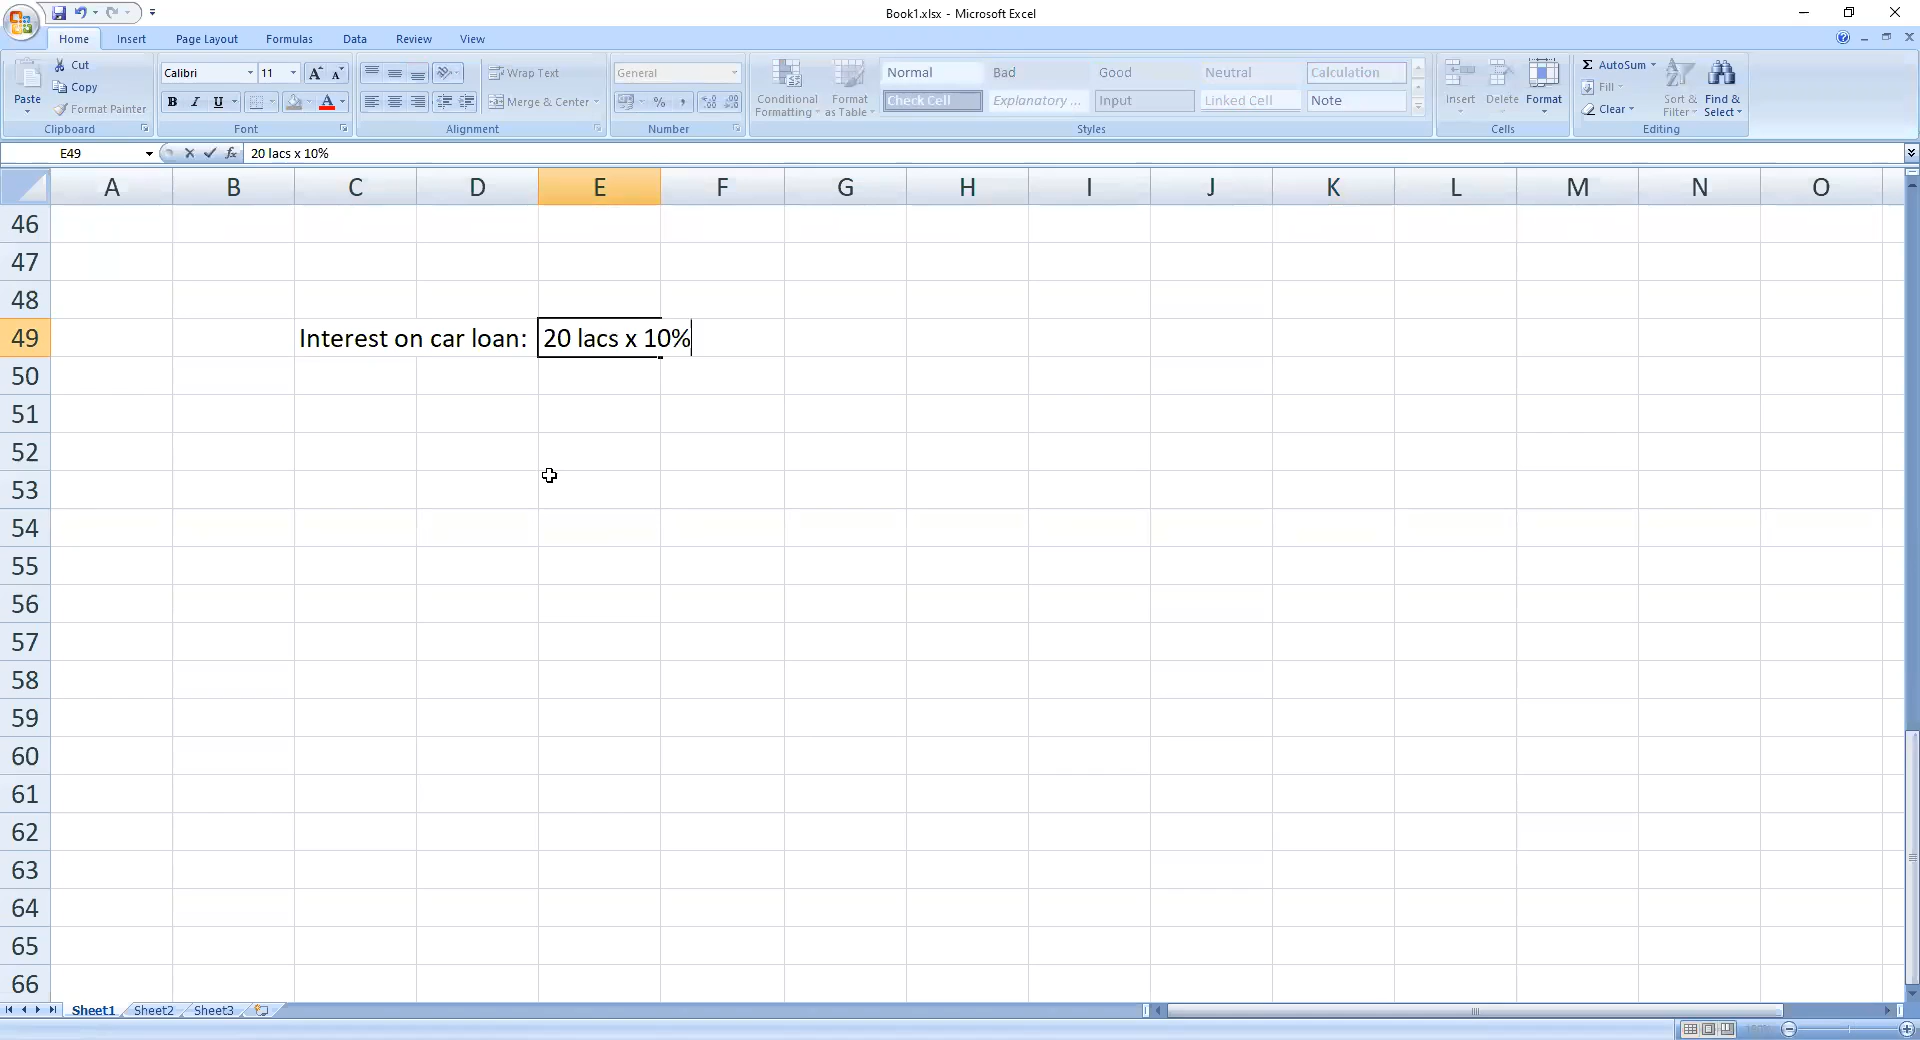 Book1.xlsx - Microsoft Excel
Home Insert Page Layout Formulas Data Review View
Paste
Cut
Copy
Format Painter
Clipboard
Calibri 11
B I U
Font
Wrap Text
Merge & Center
Alignment
General
% ,
Number
Conditional Formatting
Format as Table
Normal Bad Good Neutral Calculation
Check Cell Explanatory ... Input Linked Cell Note
Styles
Insert Delete Format
Cells
Σ AutoSum
Fill
Clear
Sort & Filter
Find & Select
Editing
E49 fx 20 lacs x 10%
A B C D E F G H I J K L M N O
46
47
48
49 Interest on car loan: 20 lacs x 10%
50
51
52
53
54
55
56
57
58
59
60
61
62
63
64
65
66
Sheet1 Sheet2 Sheet3